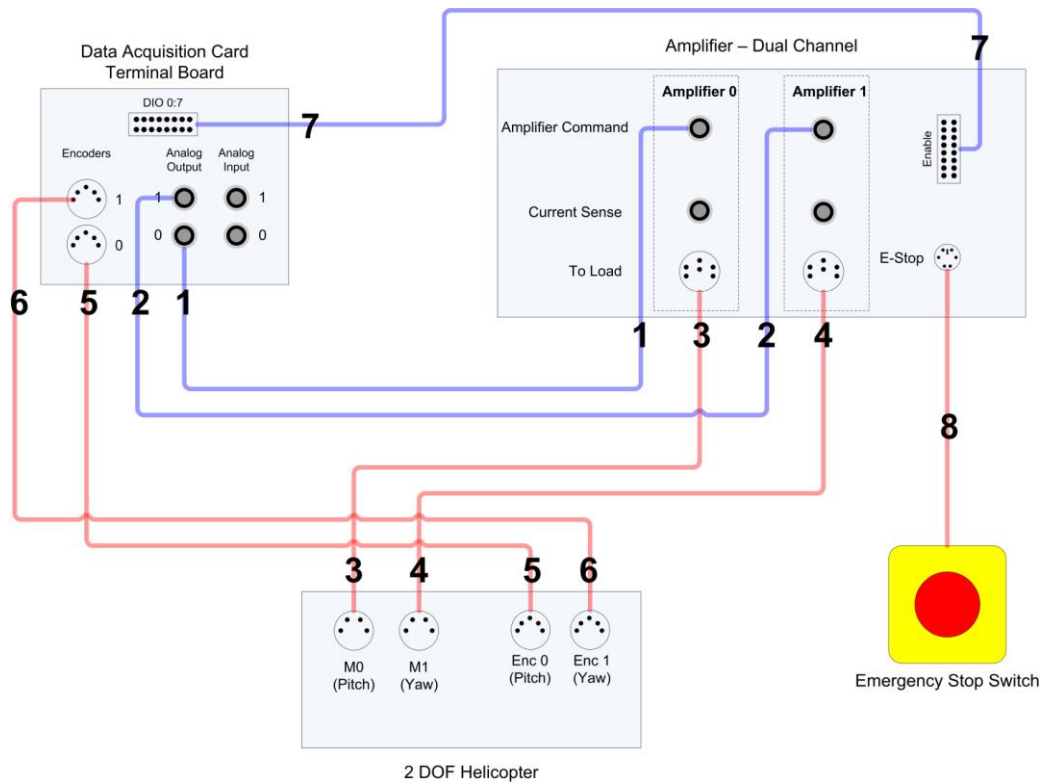 Data Acquisition Card
Terminal Board
DIO 0:7
7
Encoders
Analog
Output
Analog
Input
1
1
1
0
0
0
6
5
2
1
Amplifier – Dual Channel
7
Amplifier 0
Amplifier 1
Amplifier Command
Enable
Current Sense
To Load
E-Stop
1
3
2
4
8
3
4
5
6
M0
(Pitch)
M1
(Yaw)
Enc 0
(Pitch)
Enc 1
(Yaw)
2 DOF Helicopter
Emergency Stop Switch